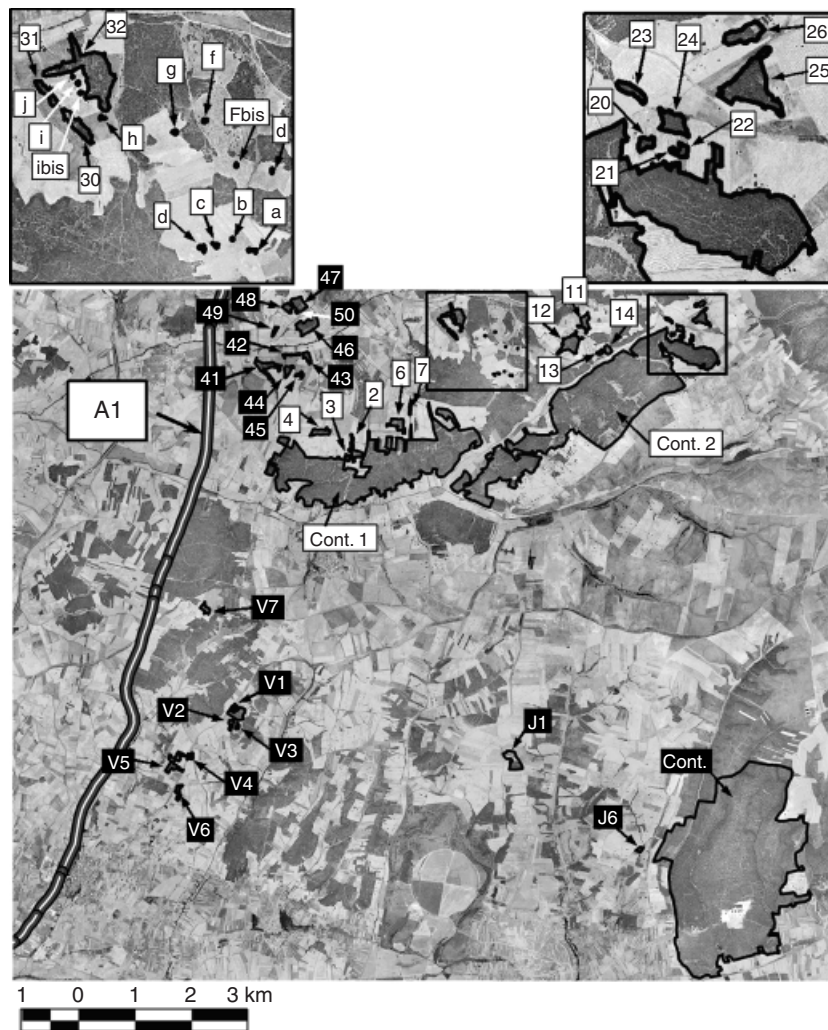 31
32
j
g
f
i
Fbis
d
ibis
h
30
d
c
b
a
23
24
26
25
20
22
21
47
48
49
50
42
46
41
43
44
45
A1
4
3
2
6
7
12
11
13
14
Cont. 1
Cont. 2
V7
V1
V2
V3
V5
V4
V6
J1
J6
Cont.
1 0 1 2 3 km